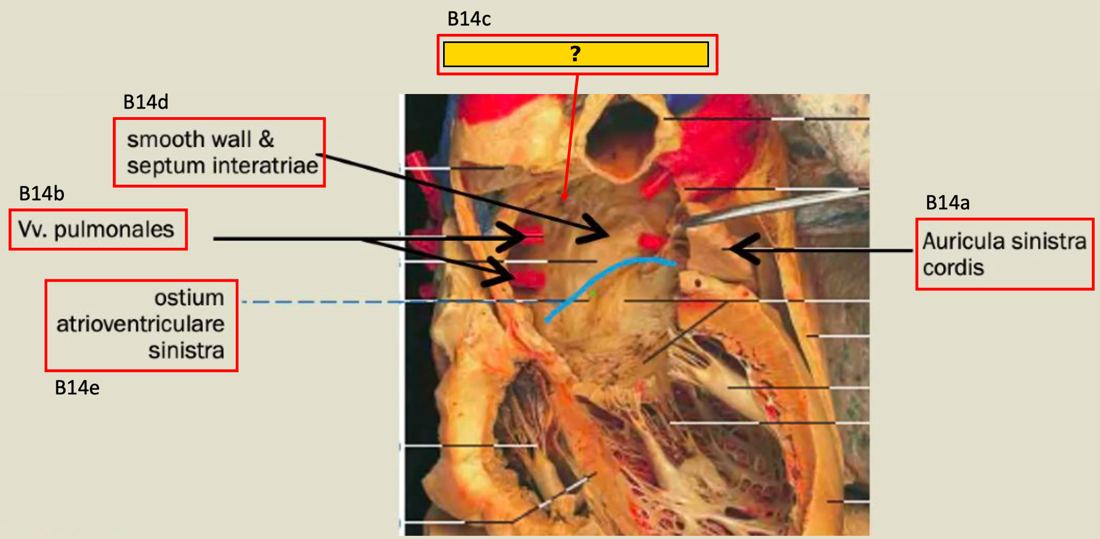 B14c
?
B14d
smooth wall &
septum interatriae
B14b
Vv. pulmonales
B14a
Auricula sinistra
cordis
ostium
atrioventriculare
sinistra
B14e